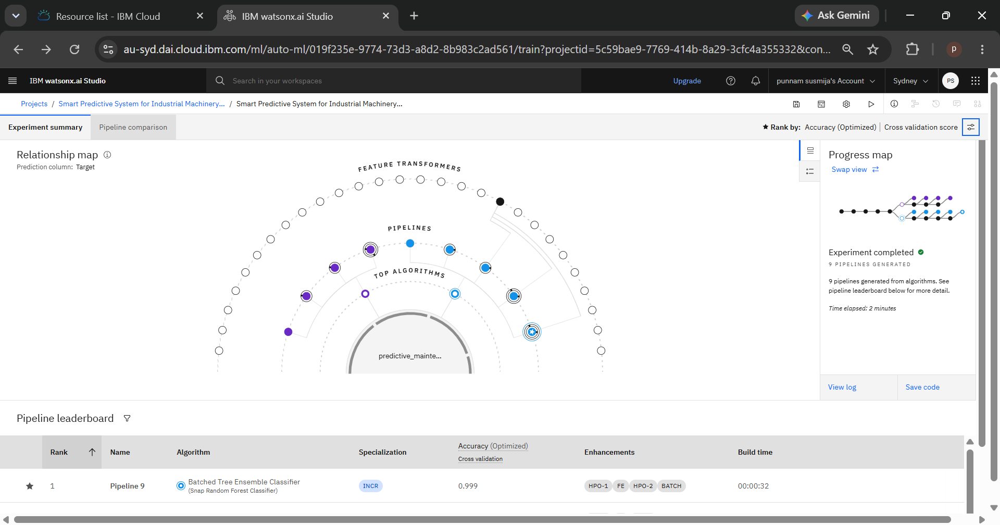 Resource list - IBM Cloud
IBM watsonx.ai Studio
Ask Gemini
au-syd.dai.cloud.ibm.com/ml/auto-ml/019f235e-9774-73d3-a8d2-8b983c2ad561/train?projectid=5c59bae9-7769-414b-8a29-3cfc4a355332&con...
p
IBM watsonx.ai Studio
Search in your workspaces
Upgrade
punnam susmija's Account
Sydney
PS
Projects / Smart Predictive System for Industrial Machinery... / Smart Predictive System for Industrial Machinery...
Experiment summary
Pipeline comparison
Rank by: Accuracy (Optimized) | Cross validation score
Relationship map
Prediction column: Target
FEATURE TRANSFORMERS
PIPELINES
TOP ALGORITHMS
predictive_mainte...
Progress map
Swap view
Experiment completed
9 PIPELINES GENERATED
9 pipelines generated from algorithms. See
pipeline leaderboard below for more detail.
Time elapsed: 2 minutes
View log
Save code
Pipeline leaderboard
Rank
Name
Algorithm
Specialization
Accuracy (Optimized)
Cross validation
Enhancements
Build time
1
Pipeline 9
Batched Tree Ensemble Classifier
(Snap Random Forest Classifier)
INCR
0.999
HPO-1
FE
HPO-2
BATCH
00:00:32